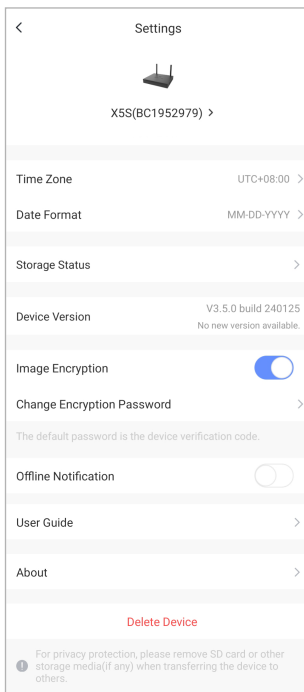 Settings
X5S(BC1952979) >
Time Zone UTC+08:00 >
Date Format MM-DD-YYYY >
Storage Status >
Device Version V3.5.0 build 240125
No new version available.
Image Encryption
Change Encryption Password >
The default password is the device verification code.
Offline Notification
User Guide >
About >
Delete Device
For privacy protection, please remove SD card or other
storage media(if any) when transferring the device to
others.